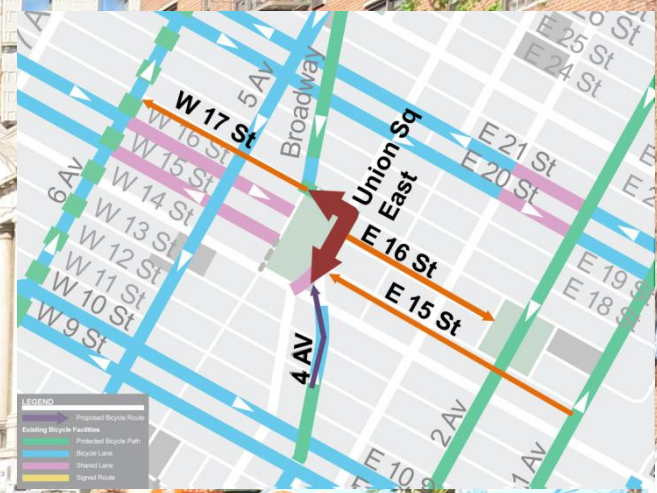 E 26 St
E 25 St
E 24 St
5 AV
Broadway
W 17 St
W 16 St
W 15 St
W 14 St
W 13 St
W 12 St
W 11 St
W 10 St
W 9 St
6 AV
Union Sq
East
E 21 St
E 20 St
E 19 St
E 18 St
E 16 St
E 15 St
4 AV
2 AV
1 AV
E 10 S
LEGEND
Proposed Bicycle Route
Existing Bicycle Facilities
Protected Bicycle Path
Bicycle Lane
Shared Lane
Signed Route